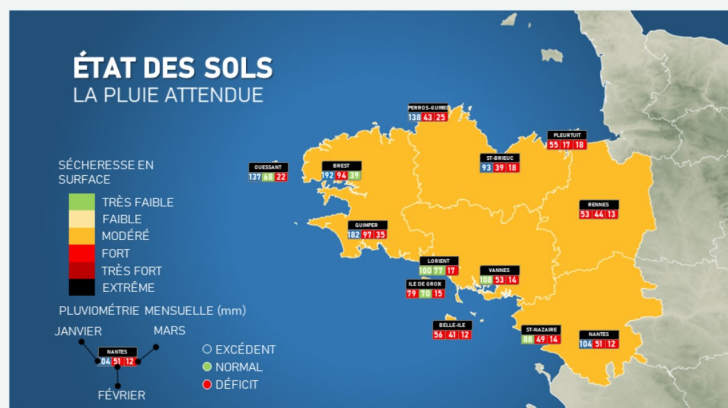 ÉTAT DES SOLS
LA PLUIE ATTENDUE
PERROS-GUIREC
138 43 25
PLEURTUIT
55 17 18
OUESSANT
137 68 22
BREST
192 94 39
ST-BRIEUC
93 39 18
SÉCHERESSE EN
SURFACE
TRÈS FAIBLE
FAIBLE
MODÉRÉ
FORT
TRÈS FORT
EXTRÊME
RENNES
53 44 13
QUIMPER
182 97 35
LORIENT
100 77 17
VANNES
108 53 14
ILE DE GROIX
79 70 15
BELLE-ILE
56 41 12
ST-NAZAIRE
88 49 14
NANTES
104 51 12
PLUVIOMÉTRIE MENSUELLE (mm)
JANVIER
MARS
NANTES
104 51 12
FÉVRIER
EXCÉDENT
NORMAL
DÉFICIT